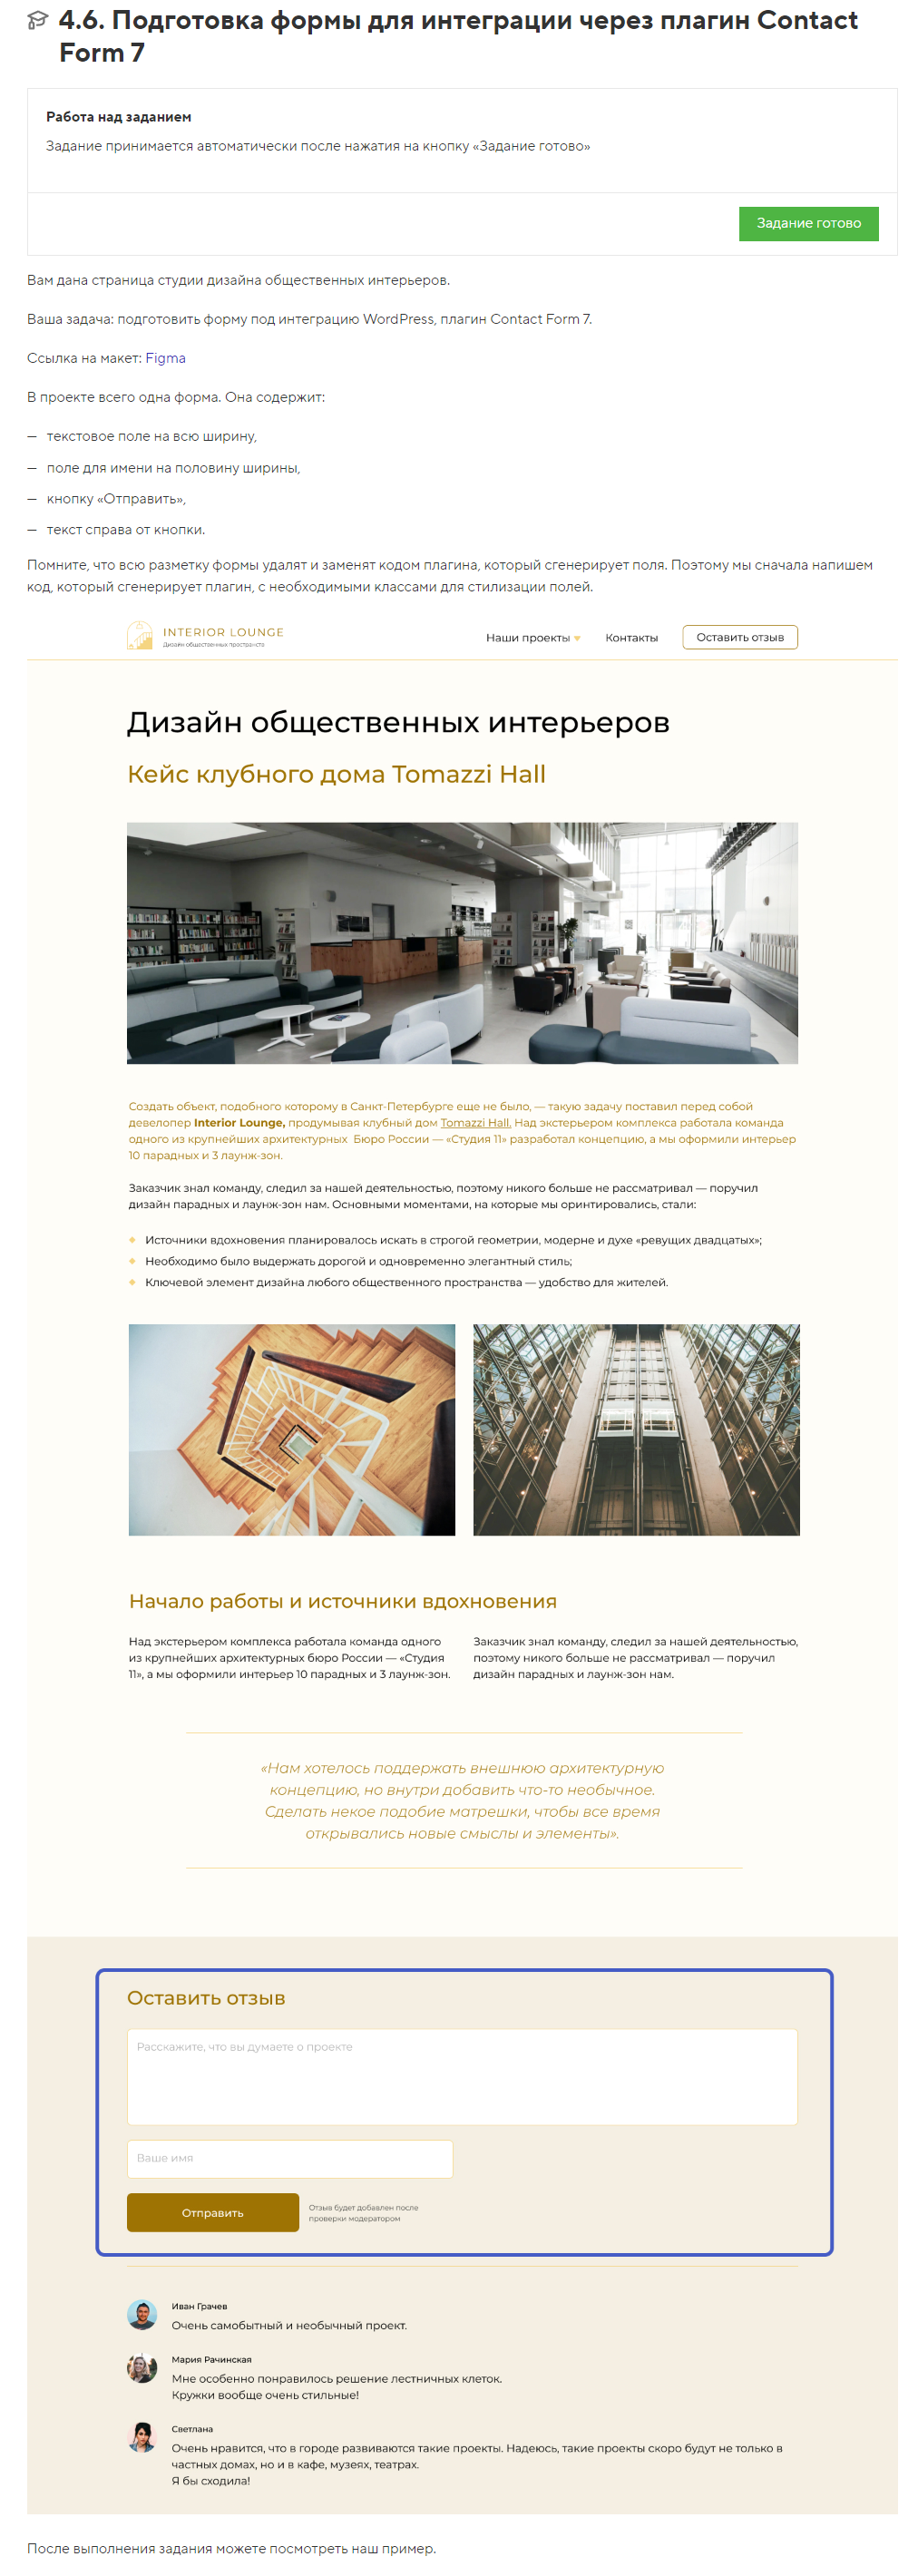 4.6. Подготовка формы для интеграции через плагин Contact
Form 7
Работа над заданием
Задание принимается автоматически после нажатия на кнопку «Задание готово»
Задание готово
Вам дана страница студии дизайна общественных интерьеров.
Ваша задача: подготовить форму под интеграцию WordPress, плагин Contact Form 7.
Ссылка на макет: Figma
В проекте всего одна форма. Она содержит:
— текстовое поле на всю ширину,
— поле для имени на половину ширины,
— кнопку «Отправить»,
— текст справа от кнопки.
Помните, что всю разметку формы удалят и заменят кодом плагина, который сгенерирует поля. Поэтому мы сначала напишем
код, который сгенерирует плагин, с необходимыми классами для стилизации полей.
INTERIOR LOUNGE
Дизайн общественных пространств
Наши проекты
Контакты
Оставить отзыв
Дизайн общественных интерьеров
Кейс клубного дома Tomazzi Hall
Создать объект, подобного которому в Санкт-Петербурге еще не было, — такую задачу поставил перед собой
девелопер Interior Lounge, продумывая клубный дом Tomazzi Hall. Над экстерьером комплекса работала команда
одного из крупнейших архитектурных Бюро России — «Студия 11» разработал концепцию, а мы оформили интерьер
10 парадных и 3 лаунж-зон.
Заказчик знал команду, следил за нашей деятельностью, поэтому никого больше не рассматривал — поручил
дизайн парадных и лаунж-зон нам. Основными моментами, на которые мы оринтировались, стали:
Источники вдохновения планировалось искать в строгой геометрии, модерне и духе «ревущих двадцатых»;
Необходимо было выдержать дорогой и одновременно элегантный стиль;
Ключевой элемент дизайна любого общественного пространства — удобство для жителей.
Начало работы и источники вдохновения
Над экстерьером комплекса работала команда одного
из крупнейших архитектурных бюро России — «Студия
11», а мы оформили интерьер 10 парадных и 3 лаунж-зон.
Заказчик знал команду, следил за нашей деятельностью,
поэтому никого больше не рассматривал — поручил
дизайн парадных и лаунж-зон нам.
«Нам хотелось поддержать внешнюю архитектурную
концепцию, но внутри добавить что-то необычное.
Сделать некое подобие матрешки, чтобы все время
открывались новые смыслы и элементы».
Оставить отзыв
Расскажите, что вы думаете о проекте
Ваше имя
Отправить
Отзыв будет добавлен после
проверки модератором
Иван Грачев
Очень самобытный и необычный проект.
Мария Рачинская
Мне особенно понравилось решение лестничных клеток.
Кружки вообще очень стильные!
Светлана
Очень нравится, что в городе развиваются такие проекты. Надеюсь, такие проекты скоро будут не только в
частных домах, но и в кафе, музеях, театрах.
Я бы сходила!
После выполнения задания можете посмотреть наш пример.